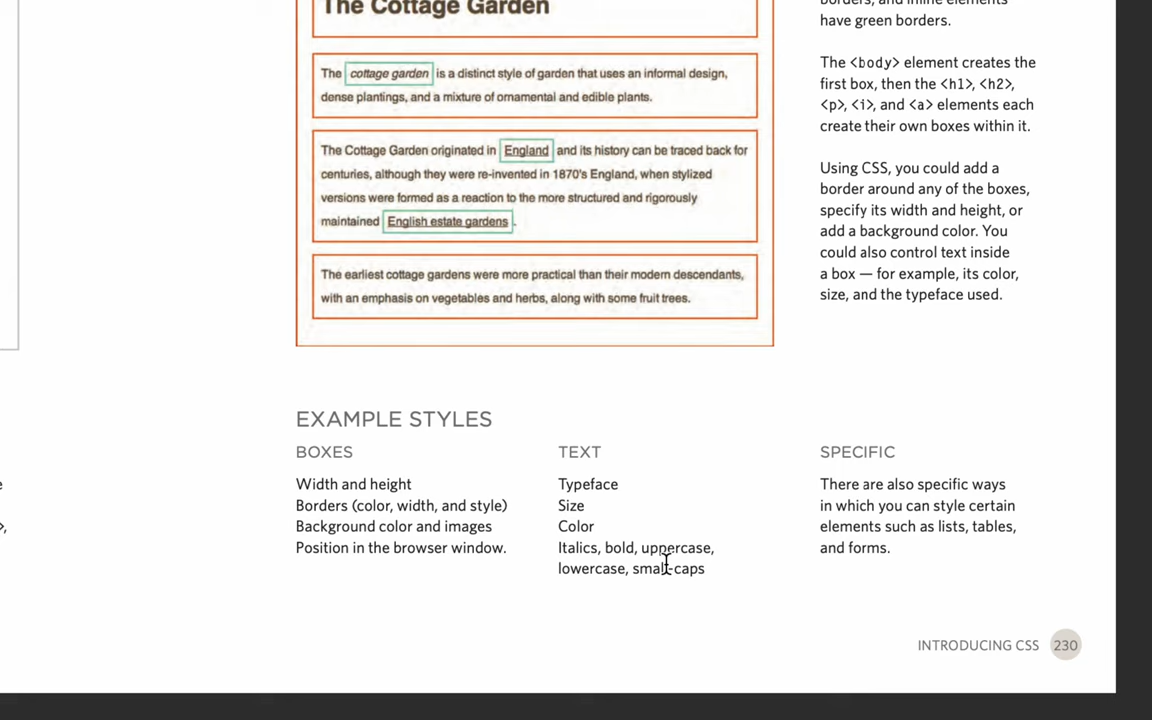 The Cottage Garden
The cottage garden is a distinct style of garden that uses an informal design,
dense plantings, and a mixture of ornamental and edible plants.
The Cottage Garden originated in England and its history can be traced back for
centuries, although they were re-invented in 1870's England, when stylized
versions were formed as a reaction to the more structured and rigorously
maintained English estate gardens.
The earliest cottage gardens were more practical than their modern descendants,
with an emphasis on vegetables and herbs, along with some fruit trees.
borders, and inline elements
have green borders.
The <body> element creates the
first box, then the <h1>, <h2>,
<p>, <i>, and <a> elements each
create their own boxes within it.
Using CSS, you could add a
border around any of the boxes,
specify its width and height, or
add a background color. You
could also control text inside
a box — for example, its color,
size, and the typeface used.
EXAMPLE STYLES
BOXES
Width and height
Borders (color, width, and style)
Background color and images
Position in the browser window.
TEXT
Typeface
Size
Color
Italics, bold, uppercase,
lowercase, small-caps
SPECIFIC
There are also specific ways
in which you can style certain
elements such as lists, tables,
and forms.
INTRODUCING CSS 230